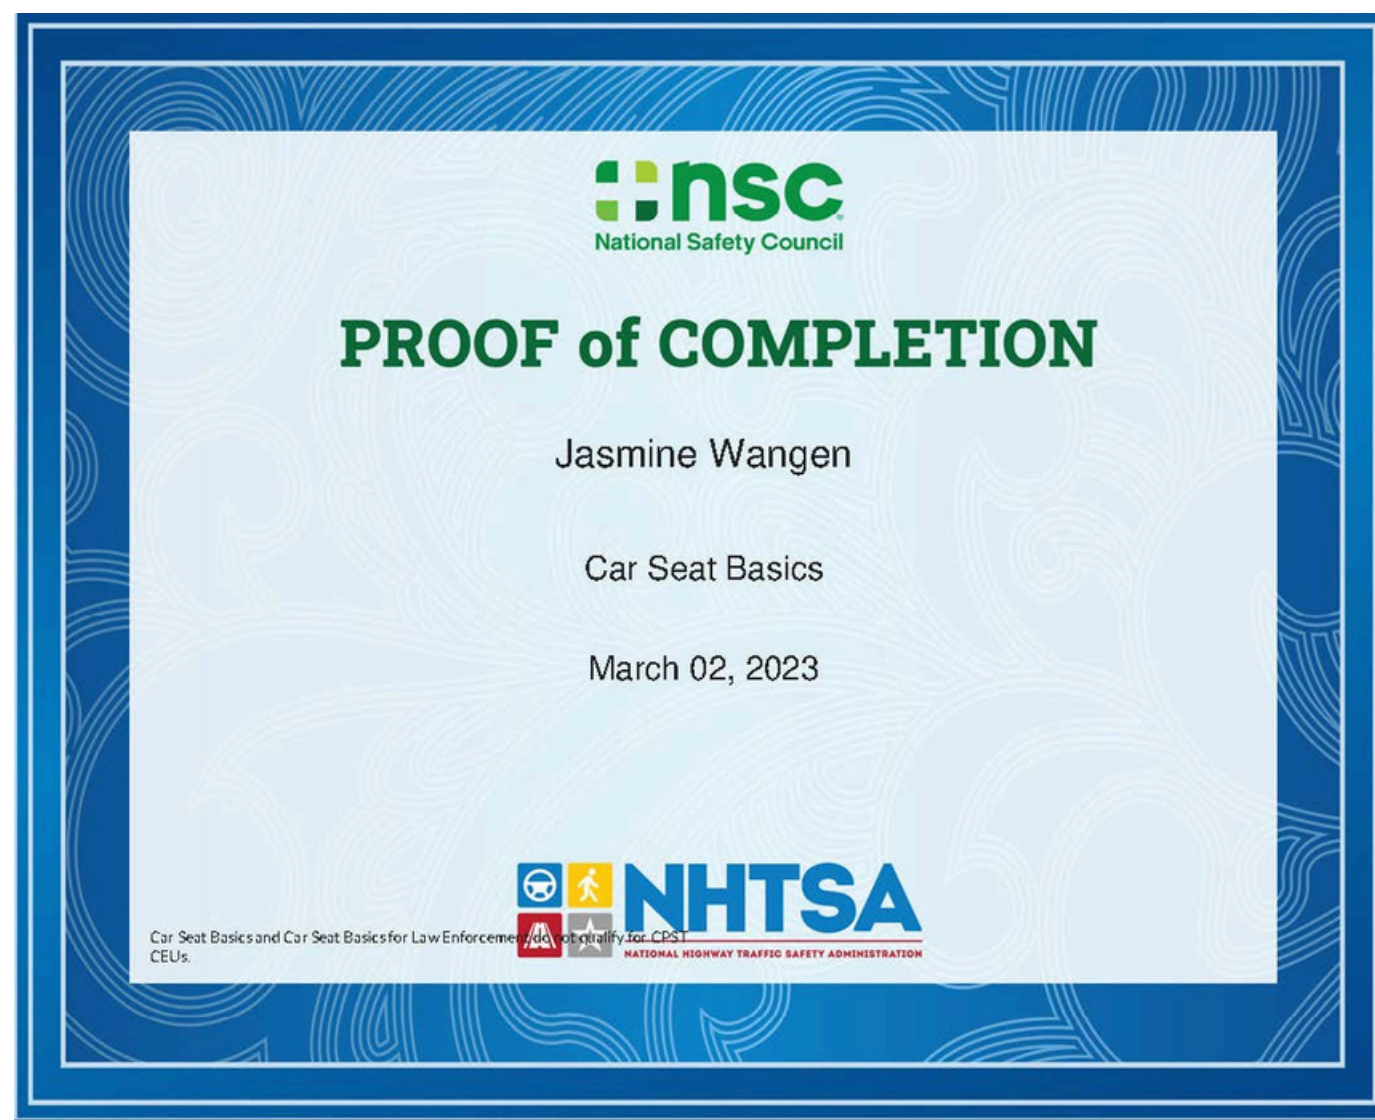 nsc
National Safety Council
PROOF of COMPLETION
Jasmine Wangen
Car Seat Basics
March 02, 2023
NHTSA
NATIONAL HIGHWAY TRAFFIC SAFETY ADMINISTRATION
Car Seat Basics and Car Seat Basics for Law Enforcement do not qualify for CPST
CEUs.